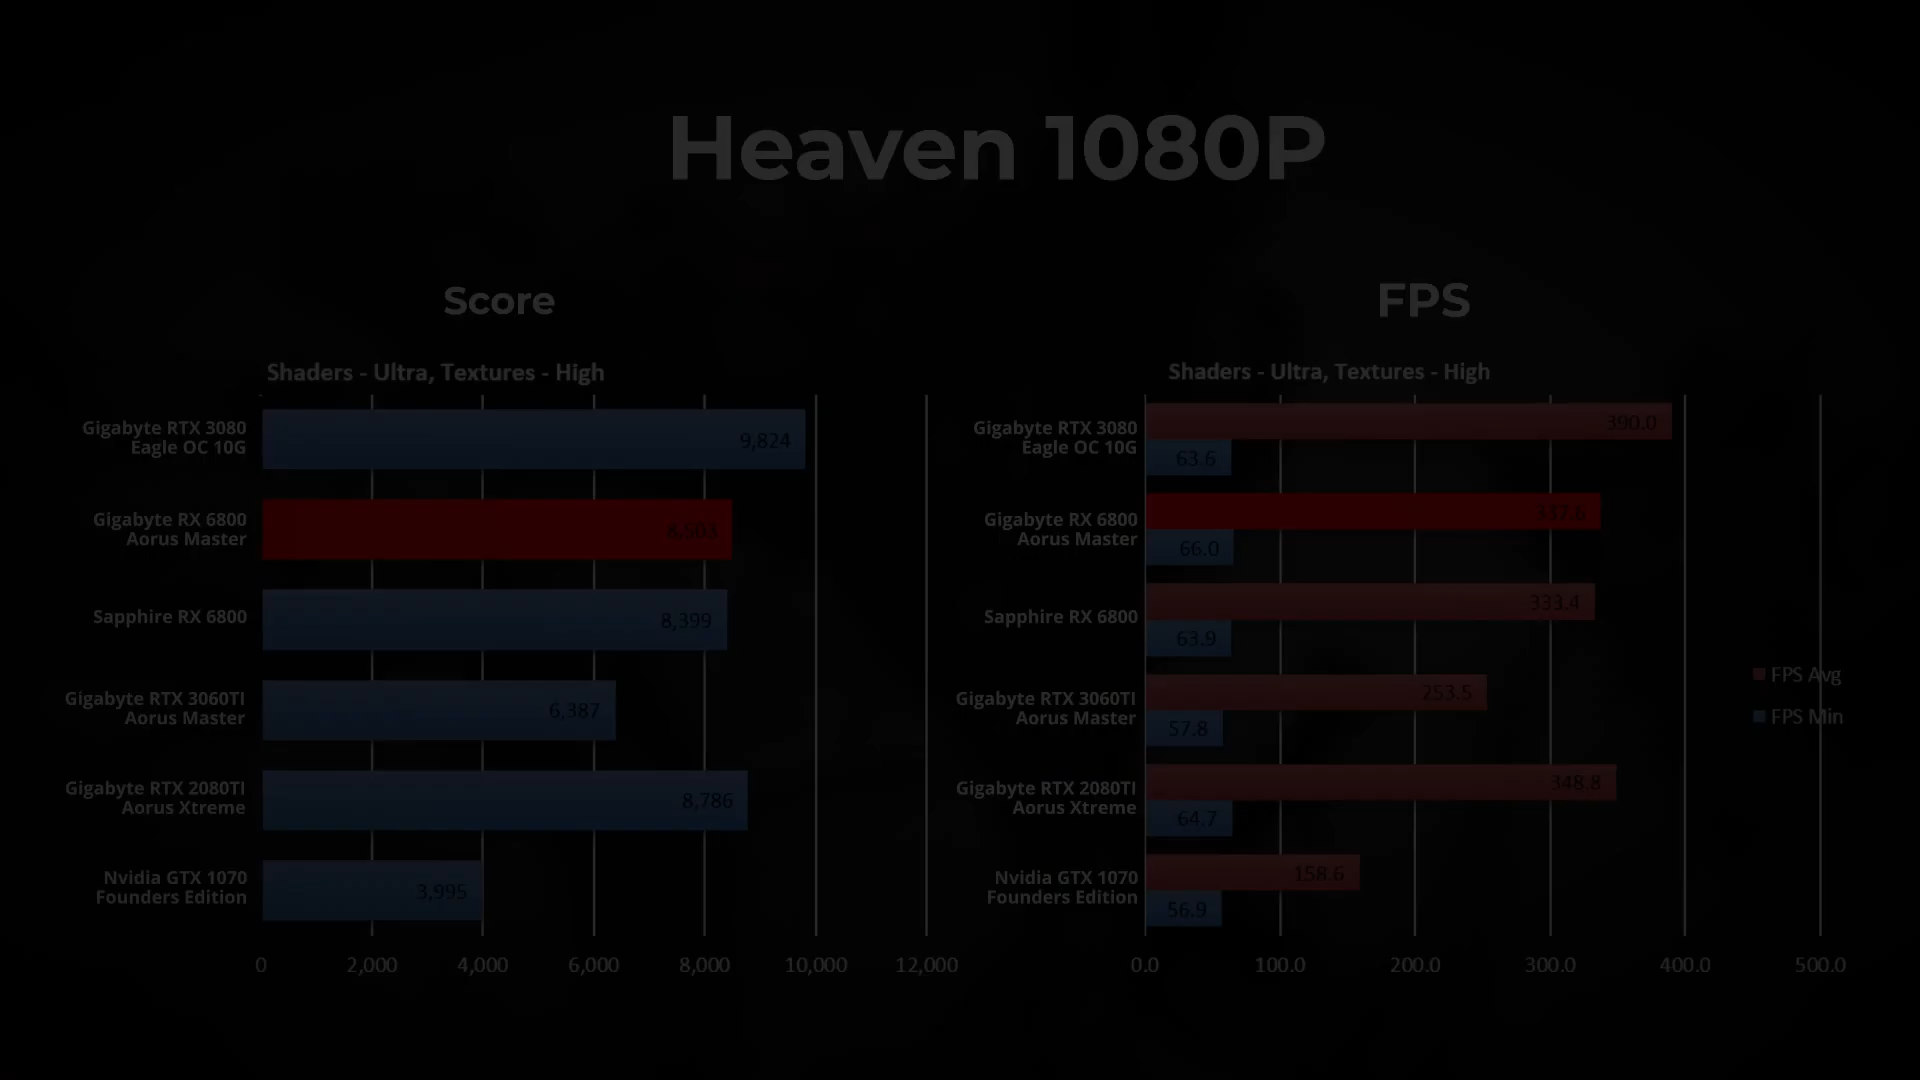 Heaven 1080P
Score
Shaders - Ultra, Textures - High
Gigabyte RTX 3080
Eagle OC 10G
9,824
Gigabyte RX 6800
Aorus Master
8,503
Sapphire RX 6800
8,399
Gigabyte RTX 3060TI
Aorus Master
6,387
Gigabyte RTX 2080TI
Aorus Xtreme
8,786
Nvidia GTX 1070
Founders Edition
3,995
0 2,000 4,000 6,000 8,000 10,000 12,000
FPS
Shaders - Ultra, Textures - High
Gigabyte RTX 3080
Eagle OC 10G
390.0
63.6
Gigabyte RX 6800
Aorus Master
337.6
66.0
Sapphire RX 6800
333.4
63.9
Gigabyte RTX 3060TI
Aorus Master
253.5
57.8
Gigabyte RTX 2080TI
Aorus Xtreme
348.8
64.7
Nvidia GTX 1070
Founders Edition
158.6
56.9
0.0 100.0 200.0 300.0 400.0 500.0
FPS Avg
FPS Min